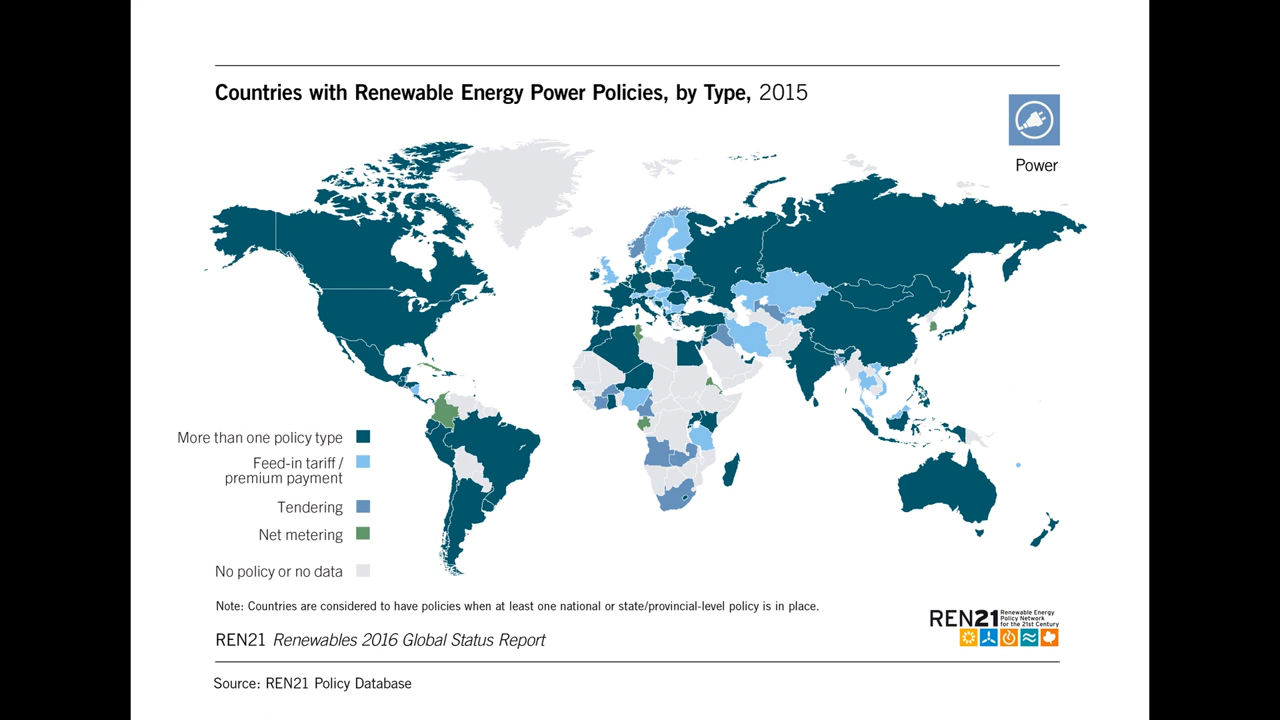 Countries with Renewable Energy Power Policies, by Type, 2015
Power
More than one policy type
Feed-in tariff /
premium payment
Tendering
Net metering
No policy or no data
Note: Countries are considered to have policies when at least one national or state/provincial-level policy is in place.
REN21 Renewable Energy
Policy Network
for the 21st Century
REN21 Renewables 2016 Global Status Report
Source: REN21 Policy Database